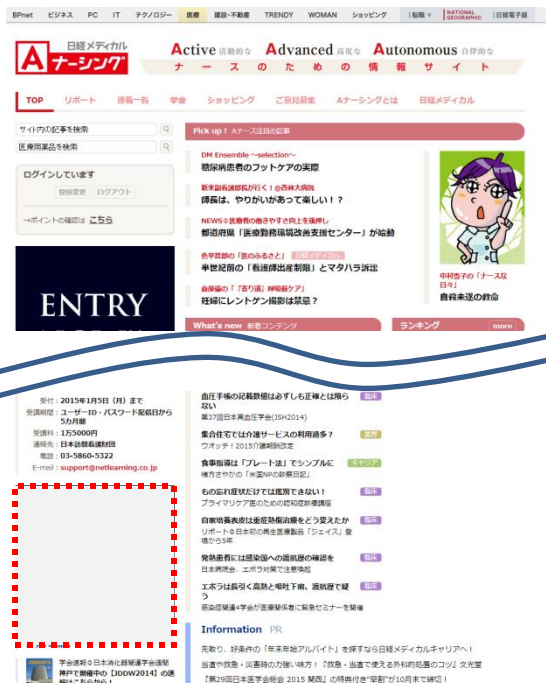 BPnet ビジネス PC IT テクノロジー 医療 建設・不動産 TRENDY WOMAN ショッピング 転職 NATIONAL GEOGRAPHIC 日経電子版
日経メディカル
Aナーシング
Active 活動的な Advanced 高度な Autonomous 自律的な
ナースのための情報サイト
TOP リポート 連載一覧 学会 ショッピング ご意見募集 Aナーシングとは 日経メディカル
サイト内の記事を検索
医療用薬品を検索
ログインしています
登録変更 ログアウト
→ポイントの確認は こちら
ENTRY
Pick up！ Aナース注目の記事
DM Ensemble ～selection～
糖尿病患者のフットケアの実際
新米副看護部長が行く！＠杏林大病院
師長は、やりがいがあって楽しい！？
NEWS◎医療者の働きやすさ向上を後押し
都道府県「医療勤務環境改善支援センター」が始動
色平哲郎の「医のふるさと」 日経メディカル
半世紀前の「看護師出産制限」とマタハラ訴訟
倉原優の「『寄り道』呼吸器ケア」
妊婦にレントゲン撮影は禁忌？
中村雪子の「ナースな日々」
自殺未遂の救命
What's new 新着コンテンツ
ランキング more
受付：2015年1月5日（月）まで
受講期間：ユーザーID・パスワード配信日から
5カ月間
受講料：1万5000円
連絡先：日本訪問看護財団
電話：03-5860-5322
E-mail：support@netlearning.co.jp
学会速報◎日本消化器関連学会週間
神戸で開催中の【JDDW2014】の速
報はこちらから！
血圧手帳の記載数値は必ずしも正確とは限ら
ない
臨床
第37回日本高血圧学会(JSH2014)
集合住宅では介護サービスの利用過多？
業界
ウオッチ！2015介護報酬改定
食事指導は「プレート法」でシンプルに
キャリア
緒方さやかの「米国NPの診察日記」
もの忘れ症状だけでは鑑別できない！
臨床
プライマリケア医のための認知症診療講座
自家培養表皮は重症熱傷治療をどう変えたか
臨床
リポート◎日本初の再生医療製品「ジェイス」登
場から5年
発熱患者には感染国への渡航歴の確認を
臨床
日本病院会、エボラ対策で注意喚起
エボラは長引く高熱と嘔吐下痢、渡航歴で疑
う
臨床
感染症関連4学会が医療関係者に緊急セミナーを開催
Information PR
先取り、好条件の「年末年始アルバイト」を探すなら日経メディカルキャリアへ！
当直や救急・災害時の力強い味方！『救急・当直で使える外科的処置のコツ』文光堂
『第29回日本医学会総会 2015 関西』の特典付き"早割"が10月末で締切！